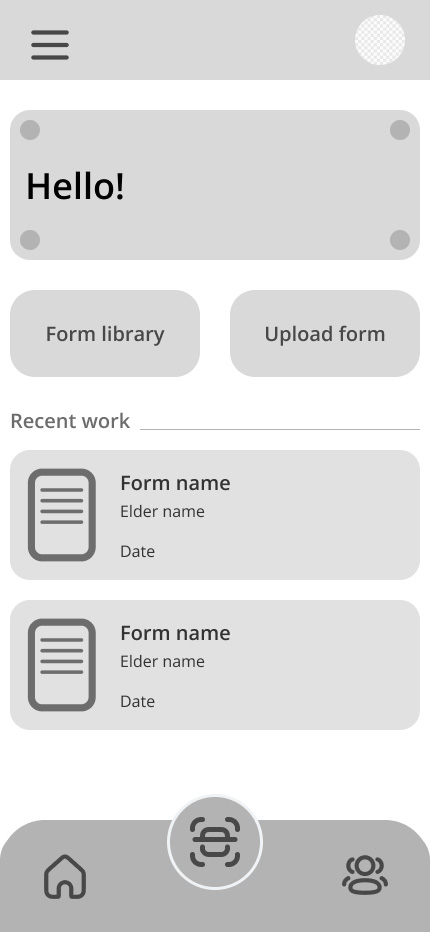 Hello!
Form library
Upload form
Recent work
Form name
Elder name
Date
Form name
Elder name
Date